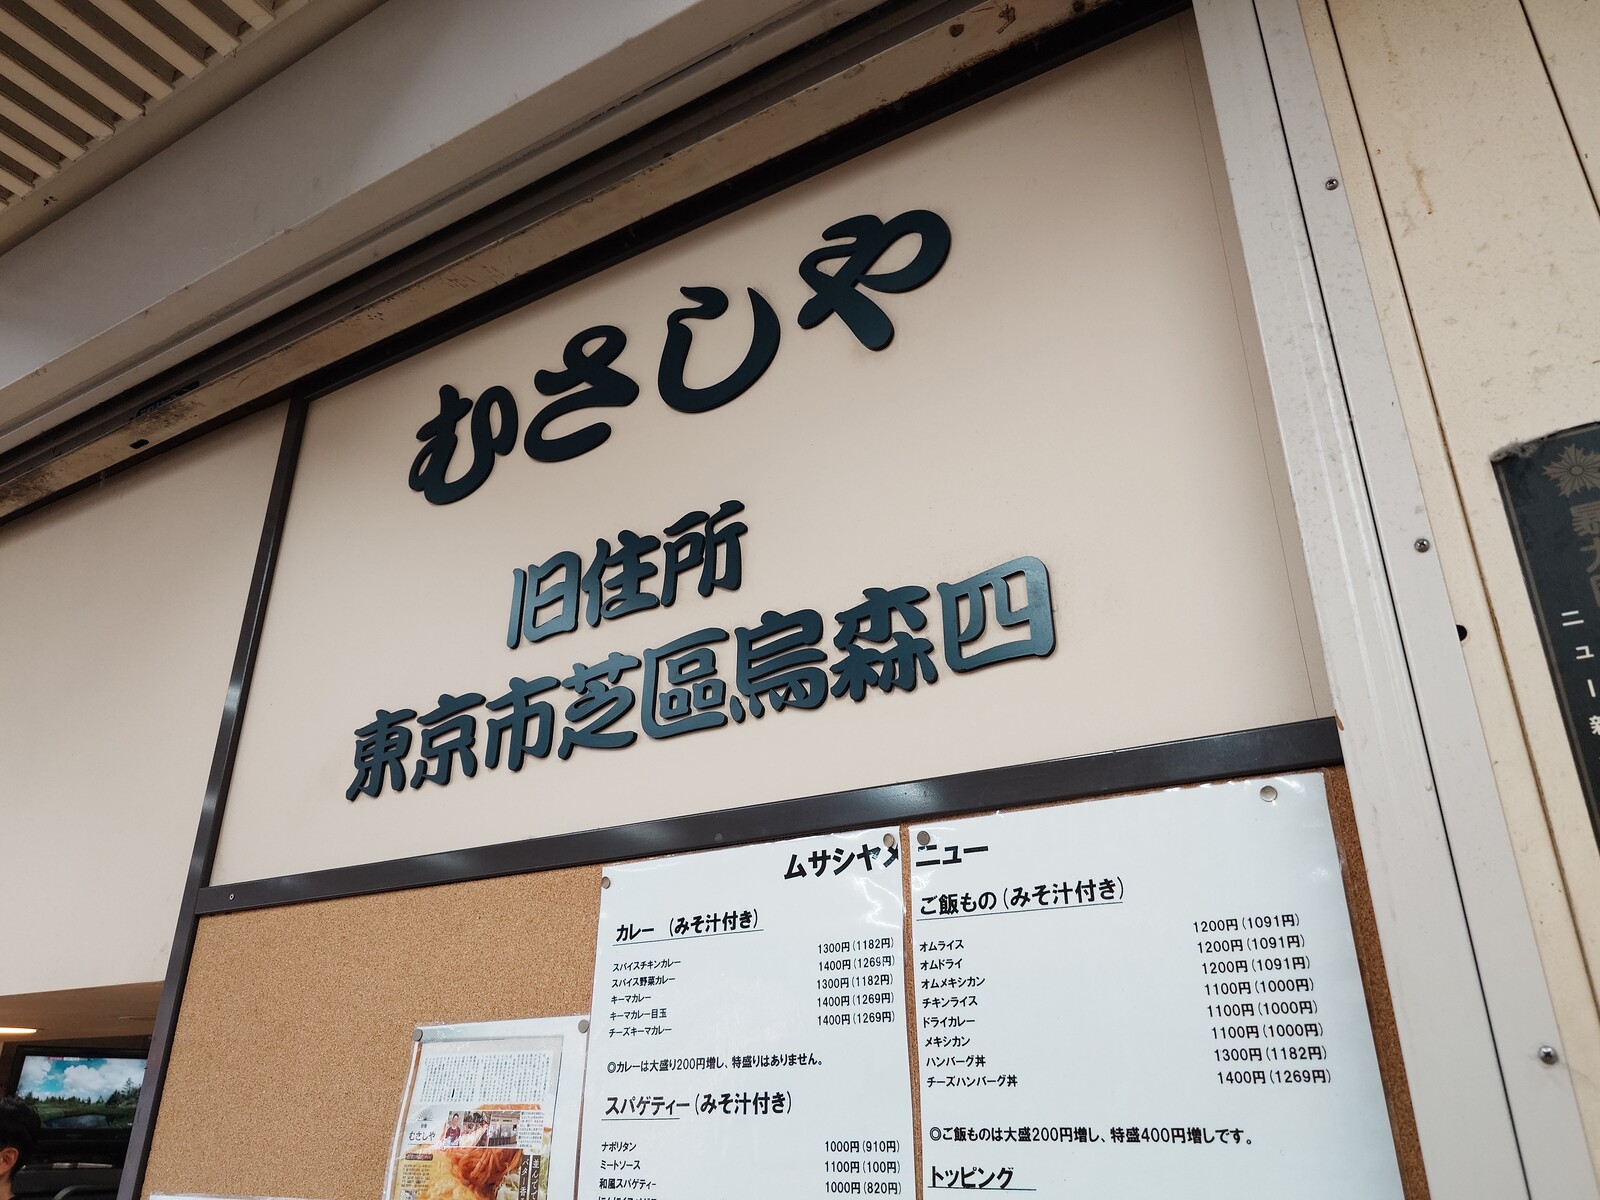 むさしや
旧住所
東京市芝區烏森四
ムサシヤメニュー
カレー (みそ汁付き)
スパイスチキンカレー 1300円(1182円)
スパイス野菜カレー 1400円(1269円)
キーマカレー 1300円(1182円)
キーマカレー目玉 1400円(1269円)
チーズキーマカレー 1400円(1269円)
◎カレーは大盛り200円増し、特盛りはありません。
スパゲティー(みそ汁付き)
ナポリタン 1000円(910円)
ミートソース 1100円(100円)
和風スパゲティー 1000円(820円)
ご飯もの(みそ汁付き)
オムライス 1200円(1091円)
オムドライ 1200円(1091円)
オムメキシカン 1200円(1091円)
チキンライス 1100円(1000円)
ドライカレー 1100円(1000円)
メキシカン 1100円(1000円)
ハンバーグ丼 1300円(1182円)
チーズハンバーグ丼 1400円(1269円)
◎ご飯ものは大盛200円増し、特盛400円増しです。
トッピング
むさしや
ニュー新